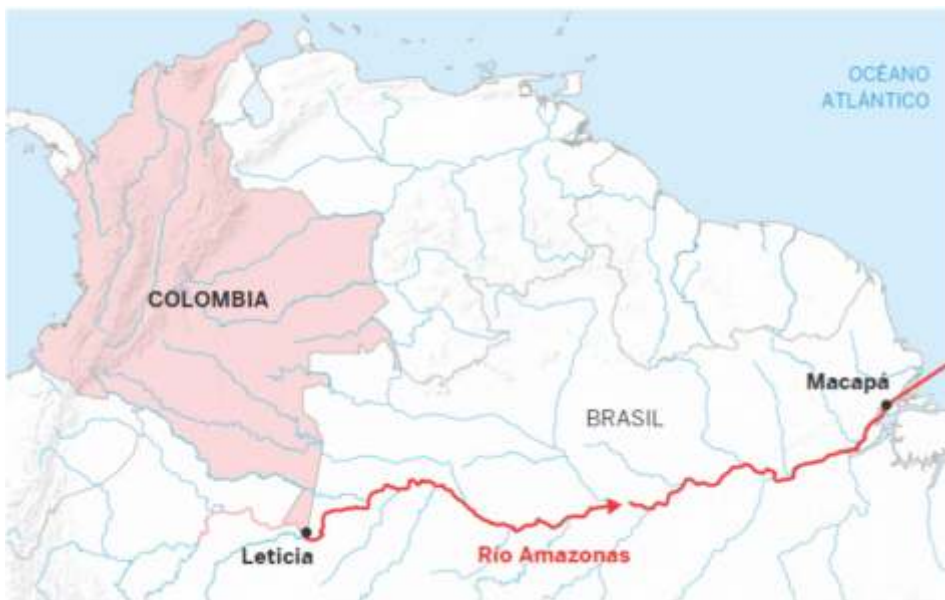 OCÉANO
ATLÁNTICO
COLOMBIA
Macapá
BRASIL
Leticia
Río Amazonas